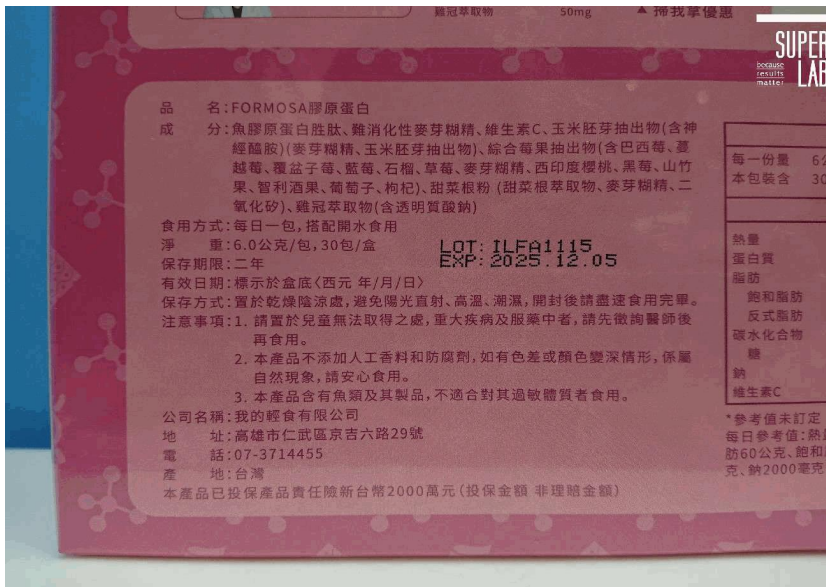 雞冠萃取物 50mg ▲掃我享優惠
SUPER
LAB
because
results
matter
品 名:FORMOSA膠原蛋白
成 分:魚膠原蛋白胜肽、難消化性麥芽糊精、維生素C、玉米胚芽抽出物(含神
經醯胺)(麥芽糊精、玉米胚芽抽出物)、綜合莓果抽出物(含巴西莓、蔓
越莓、覆盆子莓、藍莓、石榴、草莓、麥芽糊精、西印度櫻桃、黑莓、山竹
果、智利酒果、葡萄子、枸杞)、甜菜根粉 (甜菜根萃取物、麥芽糊精、二
氧化矽)、雞冠萃取物(含透明質酸鈉)
食用方式:每日一包,搭配開水食用
淨 重:6.0公克/包,30包/盒
保存期限:二年
LOT: ILFA1115
EXP: 2025.12.05
有效日期:標示於盒底〈西元 年/月/日〉
保存方式:置於乾燥陰涼處,避免陽光直射、高溫、潮濕,開封後請盡速食用完畢。
注意事項:1. 請置於兒童無法取得之處,重大疾病及服藥中者,請先徵詢醫師後
再食用。
2. 本產品不添加人工香料和防腐劑,如有色差或顏色變深情形,係屬
自然現象,請安心食用。
3. 本產品含有魚類及其製品,不適合對其過敏體質者食用。
公司名稱:我的輕食有限公司
地 址:高雄市仁武區京吉六路29號
電 話:07-3714455
產 地:台灣
本產品已投保產品責任險新台幣2000萬元(投保金額 非理賠金額)
每一份量 6公
本包裝含 30
熱量
蛋白質
脂肪
飽和脂肪
反式脂肪
碳水化合物
糖
鈉
維生素C
*參考值未訂定
每日參考值:熱
肪60公克、飽和
克、鈉2000毫克